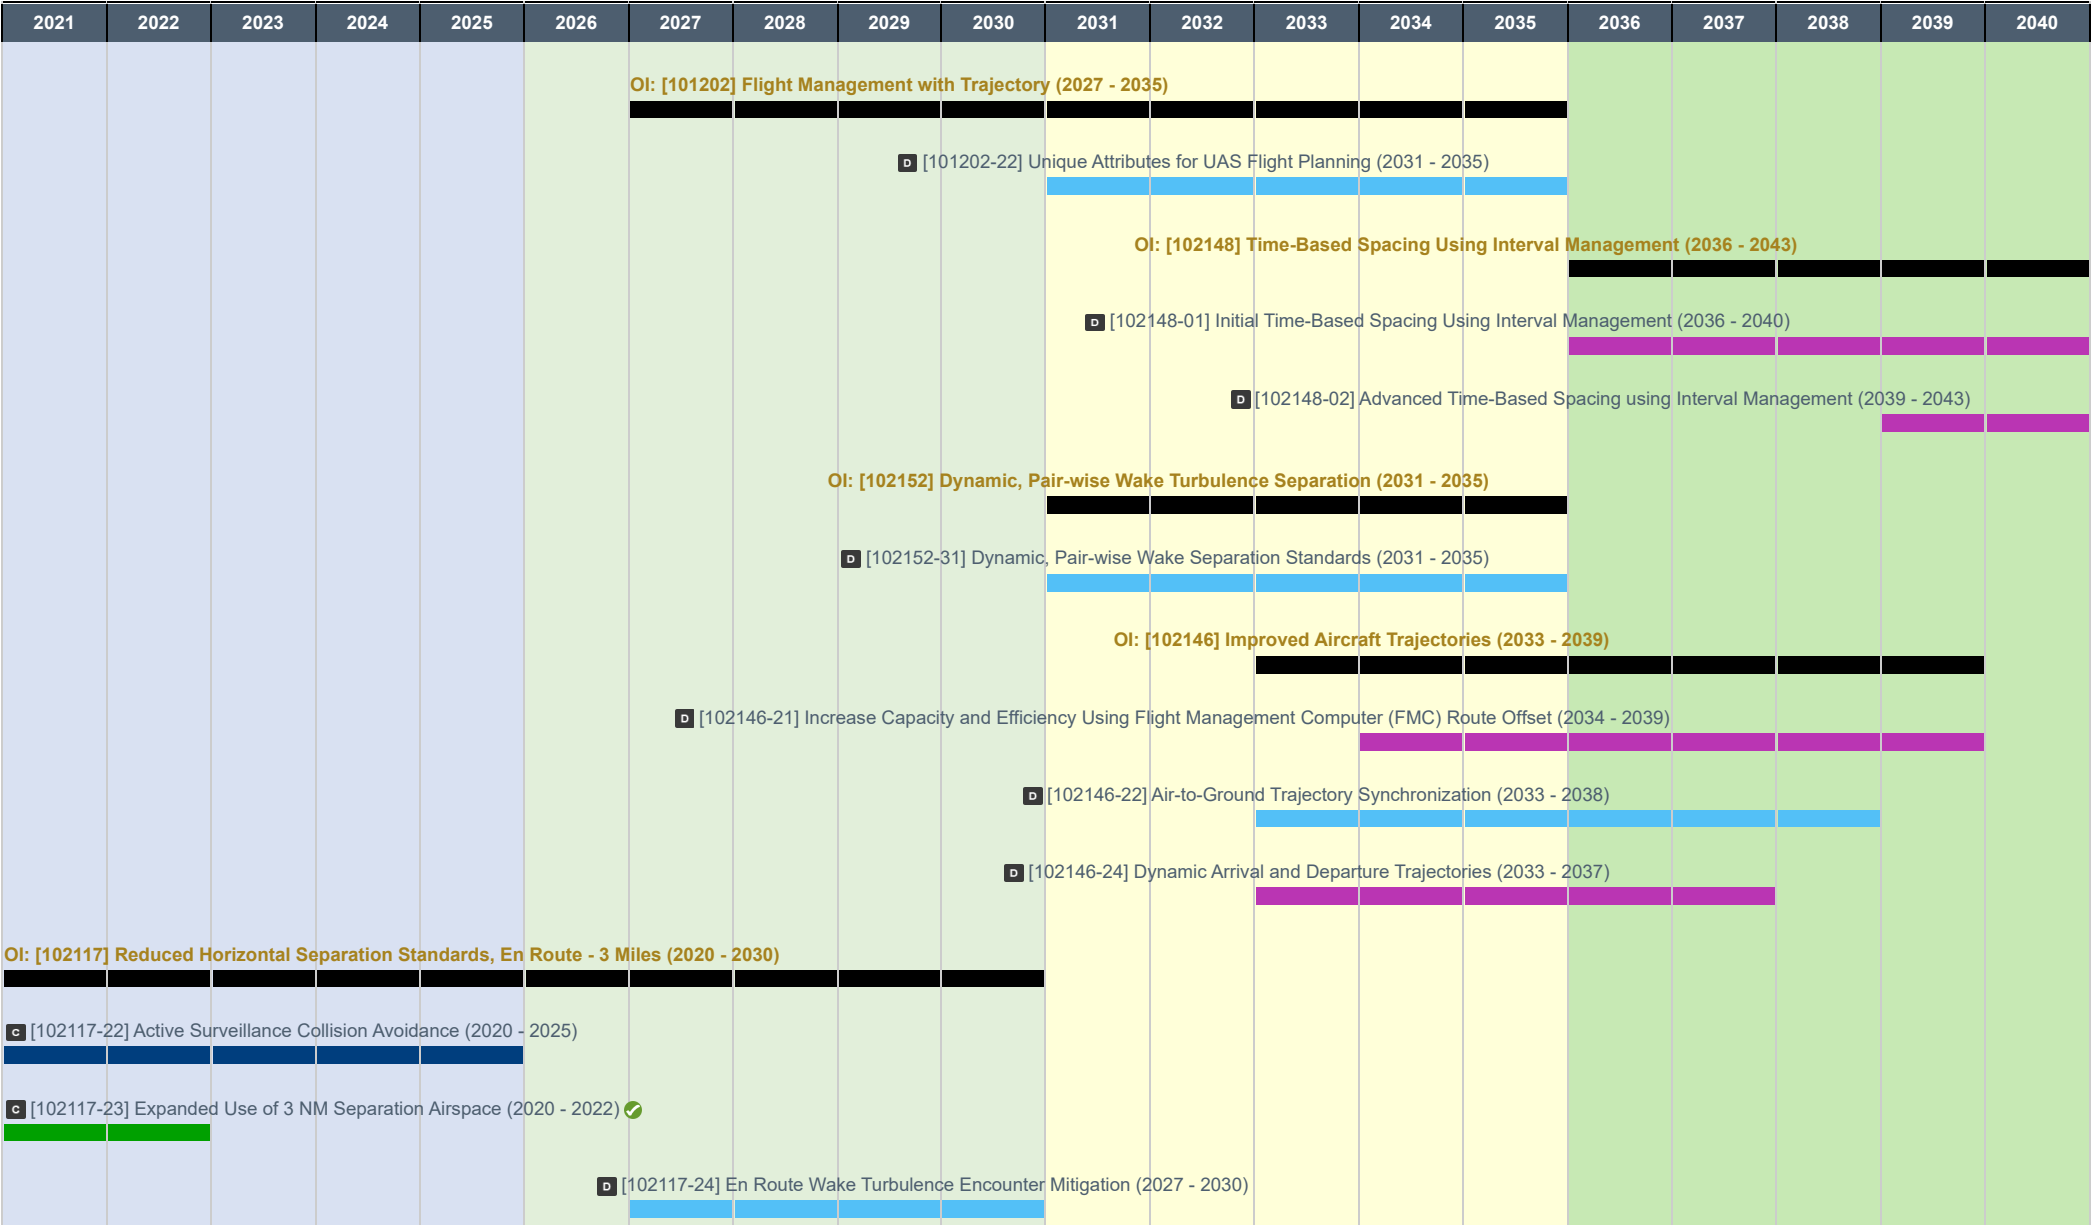 2021 2022 2023 2024 2025 2026 2027 2028 2029 2030 2031 2032 2033 2034 2035 2036 2037 2038 2039 2040
OI: [101202] Flight Management with Trajectory (2027 - 2035)
D [101202-22] Unique Attributes for UAS Flight Planning (2031 - 2035)
OI: [102148] Time-Based Spacing Using Interval Management (2036 - 2043)
D [102148-01] Initial Time-Based Spacing Using Interval Management (2036 - 2040)
D [102148-02] Advanced Time-Based Spacing using Interval Management (2039 - 2043)
OI: [102152] Dynamic, Pair-wise Wake Turbulence Separation (2031 - 2035)
D [102152-31] Dynamic, Pair-wise Wake Separation Standards (2031 - 2035)
OI: [102146] Improved Aircraft Trajectories (2033 - 2039)
D [102146-21] Increase Capacity and Efficiency Using Flight Management Computer (FMC) Route Offset (2034 - 2039)
D [102146-22] Air-to-Ground Trajectory Synchronization (2033 - 2038)
D [102146-24] Dynamic Arrival and Departure Trajectories (2033 - 2037)
OI: [102117] Reduced Horizontal Separation Standards, En Route - 3 Miles (2020 - 2030)
C [102117-22] Active Surveillance Collision Avoidance (2020 - 2025)
C [102117-23] Expanded Use of 3 NM Separation Airspace (2020 - 2022)
D [102117-24] En Route Wake Turbulence Encounter Mitigation (2027 - 2030)